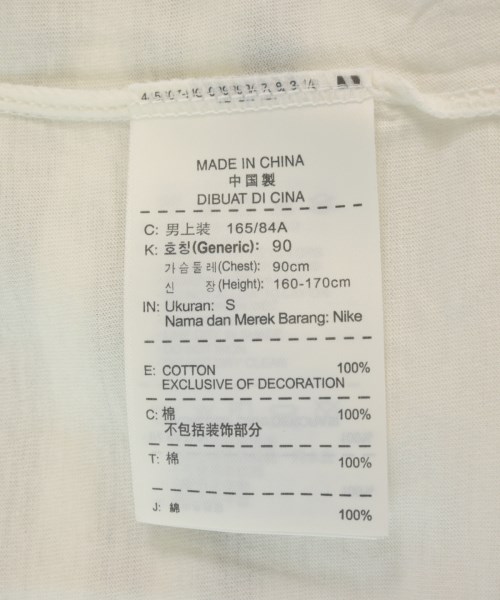 MADE IN CHINA
中国製
DIBUAT DI CINA
C: 男上装 165/84A
K: 호칭(Generic): 90
가슴둘레(Chest): 90cm
신 장(Height): 160-170cm
IN: Ukuran: S
Nama dan Merek Barang: Nike
E: COTTON 100%
EXCLUSIVE OF DECORATION
C: 棉 100%
不包括装饰部分
T: 棉 100%
J: 綿 100%